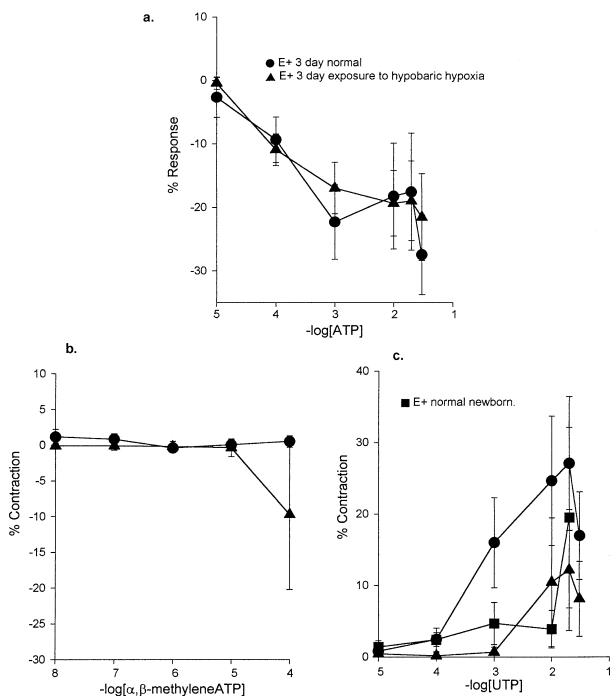 a.
10
0
-10
-20
-30
% Response
E+ 3 day normal
E+ 3 day exposure to hypobaric hypoxia
5 4 3 2 1
-log[ATP]
b.
10
5
0
-5
-10
-15
-20
-25
-30
% Contraction
8 7 6 5 4
-log[α,β-methyleneATP]
c.
40
30
20
10
0
% Contraction
E+ normal newborn.
5 4 3 2 1
-log[UTP]